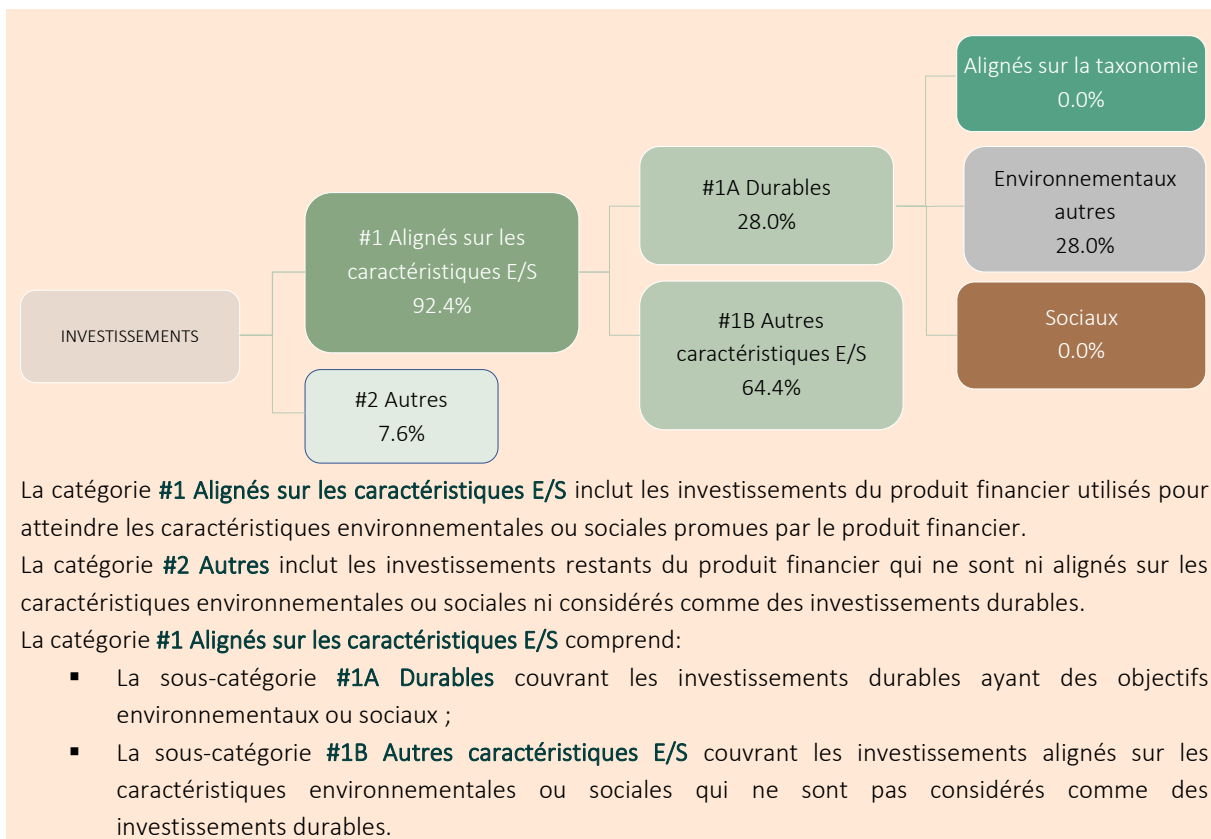 Alignés sur la taxonomie
0.0%
#1A Durables
28.0%
Environnementaux
autres
28.0%
#1 Alignés sur les
caractéristiques E/S
92.4%
INVESTISSEMENTS
#1B Autres
caractéristiques E/S
64.4%
Sociaux
0.0%
#2 Autres
7.6%
La catégorie #1 Alignés sur les caractéristiques E/S inclut les investissements du produit financier utilisés pour
atteindre les caractéristiques environnementales ou sociales promues par le produit financier.
La catégorie #2 Autres inclut les investissements restants du produit financier qui ne sont ni alignés sur les
caractéristiques environnementales ou sociales ni considérés comme des investissements durables.
La catégorie #1 Alignés sur les caractéristiques E/S comprend:
▪ La sous-catégorie #1A Durables couvrant les investissements durables ayant des objectifs
environnementaux ou sociaux ;
▪ La sous-catégorie #1B Autres caractéristiques E/S couvrant les investissements alignés sur les
caractéristiques environnementales ou sociales qui ne sont pas considérés comme des
investissements durables.